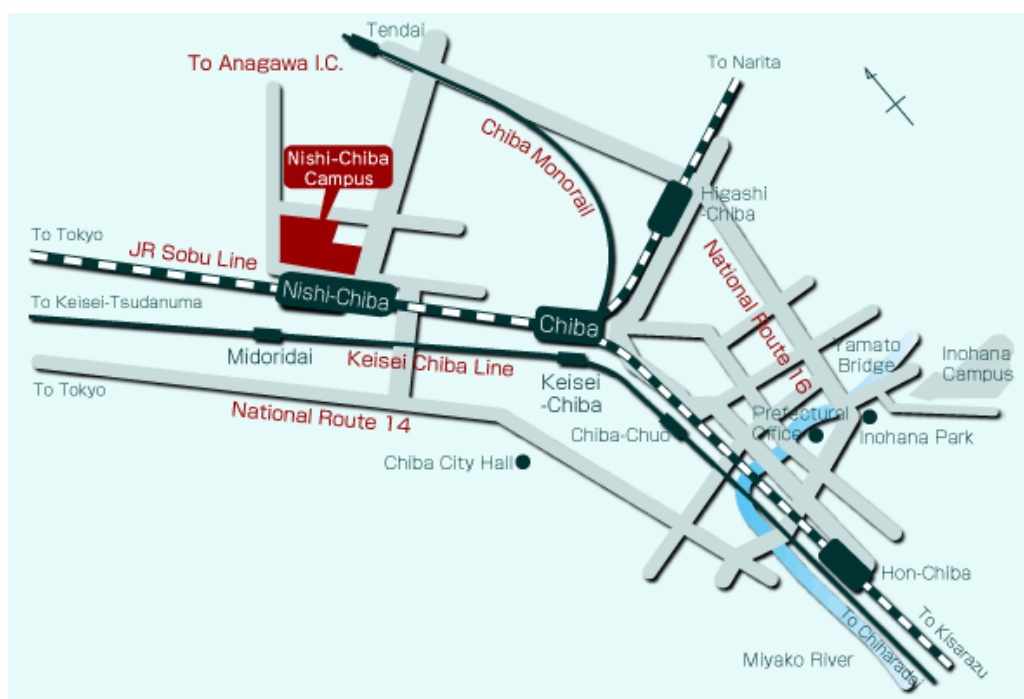 Tendai
To Anagawa I.C.
To Narita
Chiba Monorail
Nishi-Chiba
Campus
Higashi
-Chiba
To Tokyo
JR Sobu Line
National Route 16
To Keisei-Tsudanuma
Nishi-Chiba
Chiba
Yamato
Bridge
Inohana
Campus
Midoridai
Keisei Chiba Line
Keisei
-Chiba
To Tokyo
National Route 14
Prefectural
Office
Inohana Park
Chiba-Chuo
Chiba City Hall
Hon-Chiba
To Kisarazu
To Chiharadai
Miyako River